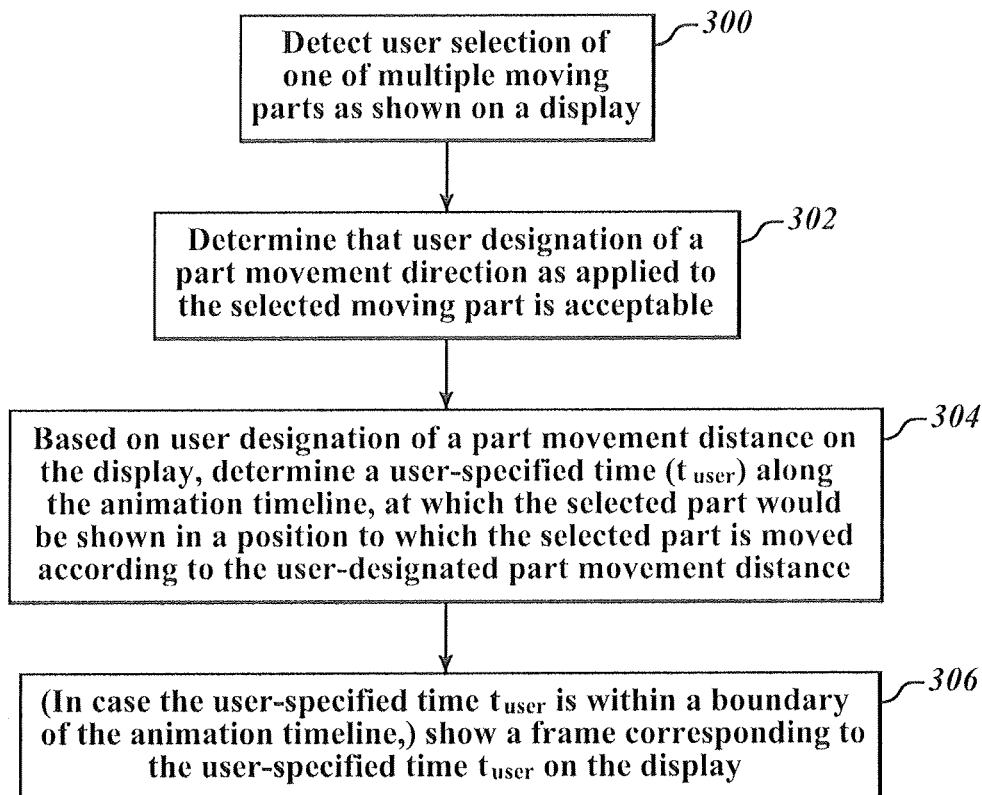 300
Detect user selection of
one of multiple moving
parts as shown on a display
302
Determine that user designation of a
part movement direction as applied to
the selected moving part is acceptable
304
Based on user designation of a part movement distance on
the display, determine a user-specified time (t user) along
the animation timeline, at which the selected part would
be shown in a position to which the selected part is moved
according to the user-designated part movement distance
306
(In case the user-specified time tuser is within a boundary
of the animation timeline,) show a frame corresponding to
the user-specified time tuser on the display